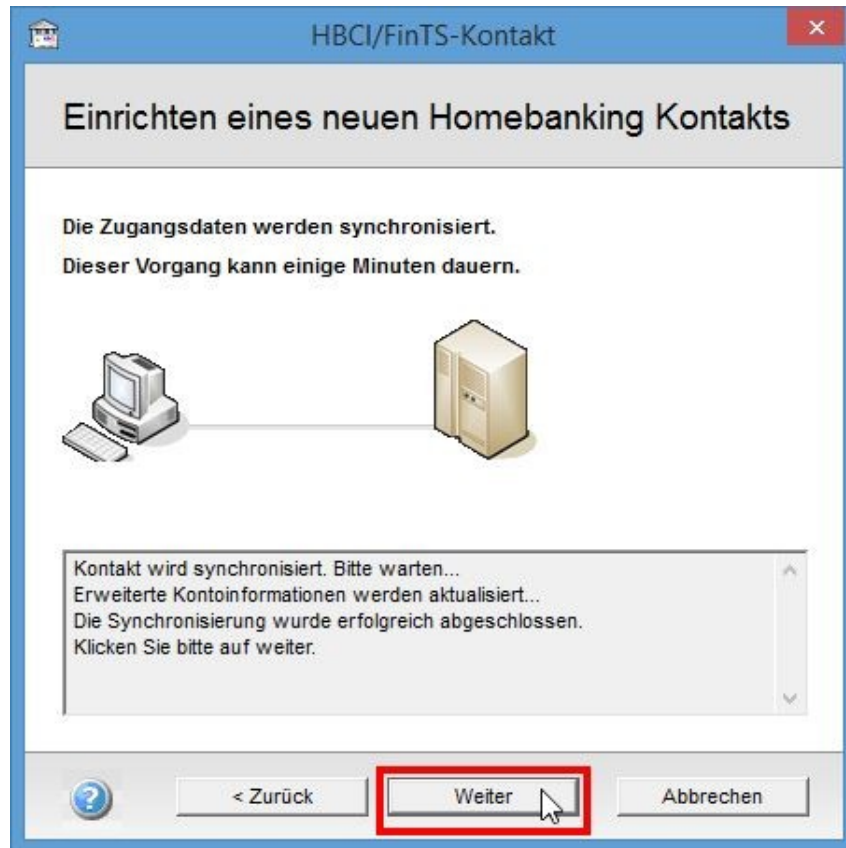 HBCI/FinTS-Kontakt
Einrichten eines neuen Homebanking Kontakts
Die Zugangsdaten werden synchronisiert.
Dieser Vorgang kann einige Minuten dauern.
Kontakt wird synchronisiert. Bitte warten...
Erweiterte Kontoinformationen werden aktualisiert...
Die Synchronisierung wurde erfolgreich abgeschlossen.
Klicken Sie bitte auf weiter.
< Zurück
Weiter
Abbrechen